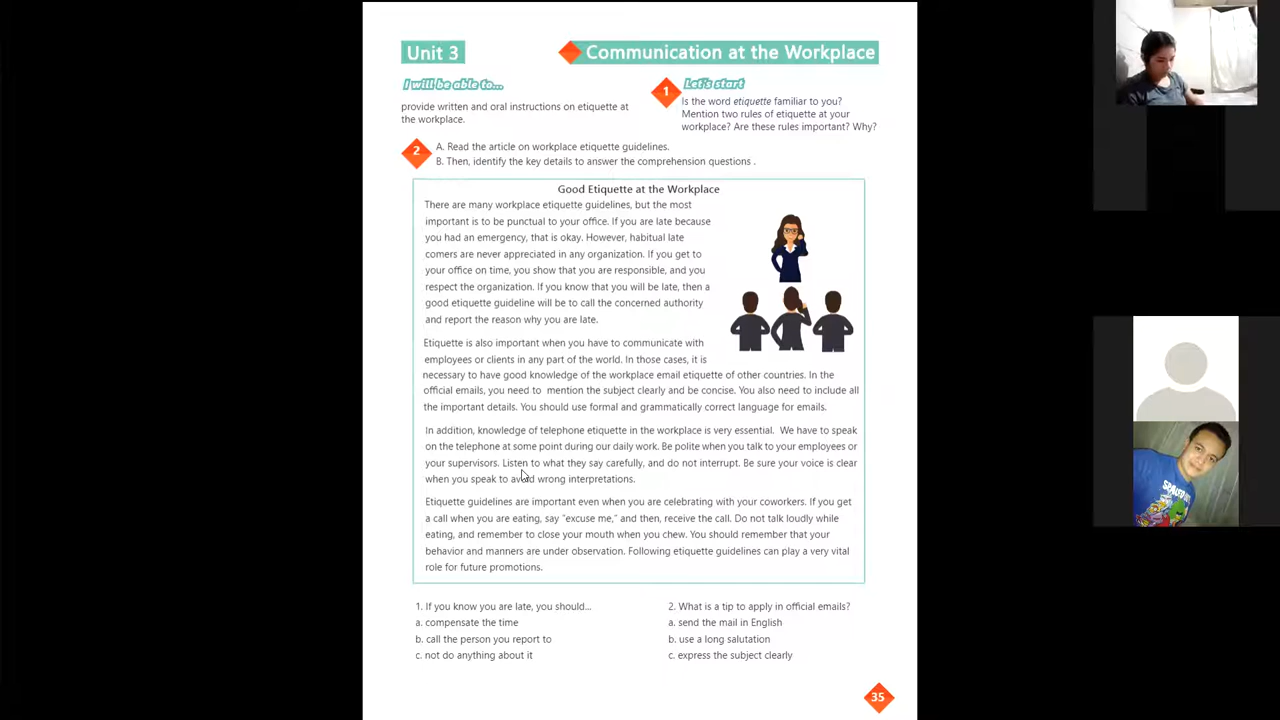 Unit 3
Communication at the Workplace
I will be able to...
provide written and oral instructions on etiquette at
the workplace.
1
Let's start
Is the word etiquette familiar to you?
Mention two rules of etiquette at your
workplace? Are these rules important? Why?
2
A. Read the article on workplace etiquette guidelines.
B. Then, identify the key details to answer the comprehension questions .
Good Etiquette at the Workplace
There are many workplace etiquette guidelines, but the most
important is to be punctual to your office. If you are late because
you had an emergency, that is okay. However, habitual late
comers are never appreciated in any organization. If you get to
your office on time, you show that you are responsible, and you
respect the organization. If you know that you will be late, then a
good etiquette guideline will be to call the concerned authority
and report the reason why you are late.
Etiquette is also important when you have to communicate with
employees or clients in any part of the world. In those cases, it is
necessary to have good knowledge of the workplace email etiquette of other countries. In the
official emails, you need to mention the subject clearly and be concise. You also need to include all
the important details. You should use formal and grammatically correct language for emails.
In addition, knowledge of telephone etiquette in the workplace is very essential. We have to speak
on the telephone at some point during our daily work. Be polite when you talk to your employees or
your supervisors. Listen to what they say carefully, and do not interrupt. Be sure your voice is clear
when you speak to avoid wrong interpretations.
Etiquette guidelines are important even when you are celebrating with your coworkers. If you get
a call when you are eating, say “excuse me,” and then, receive the call. Do not talk loudly while
eating, and remember to close your mouth when you chew. You should remember that your
behavior and manners are under observation. Following etiquette guidelines can play a very vital
role for future promotions.
1. If you know you are late, you should...
a. compensate the time
b. call the person you report to
c. not do anything about it
2. What is a tip to apply in official emails?
a. send the mail in English
b. use a long salutation
c. express the subject clearly
35